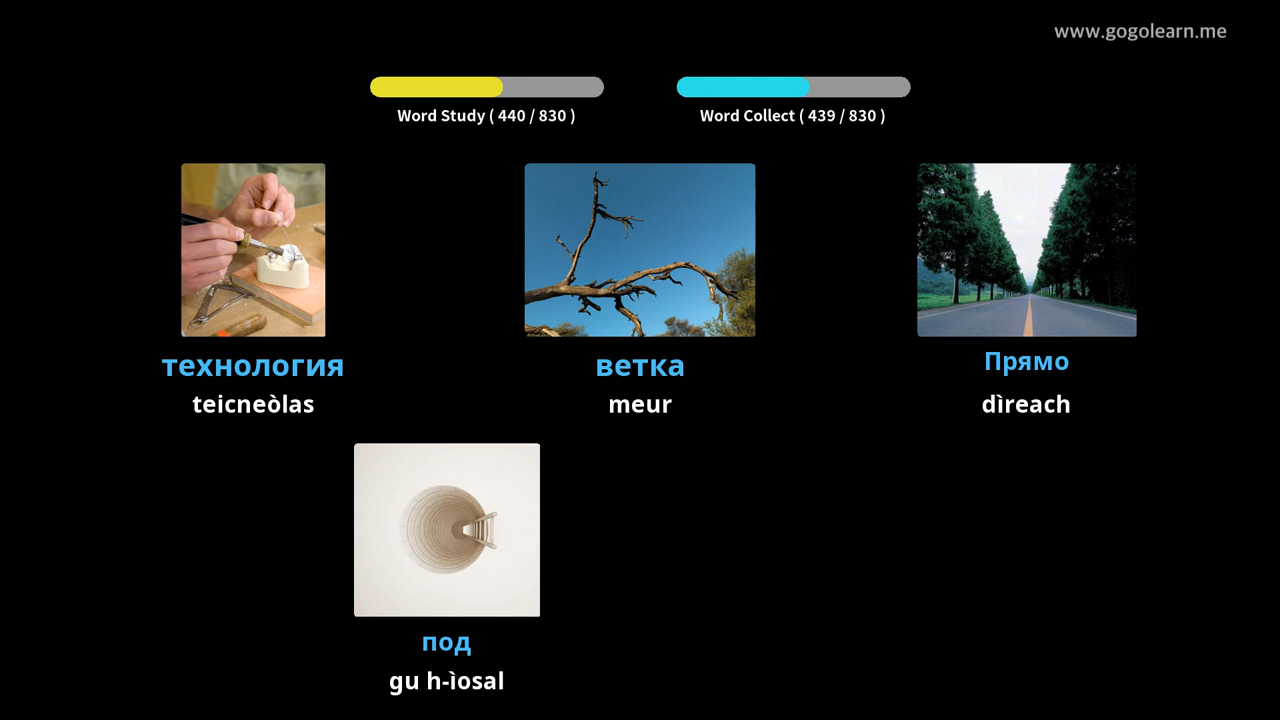 www.gogolearn.me
Word Study ( 440 / 830 )
Word Collect ( 439 / 830 )
технология
teicneòlas
ветка
meur
Прямо
dìreach
под
gu h-ìosal